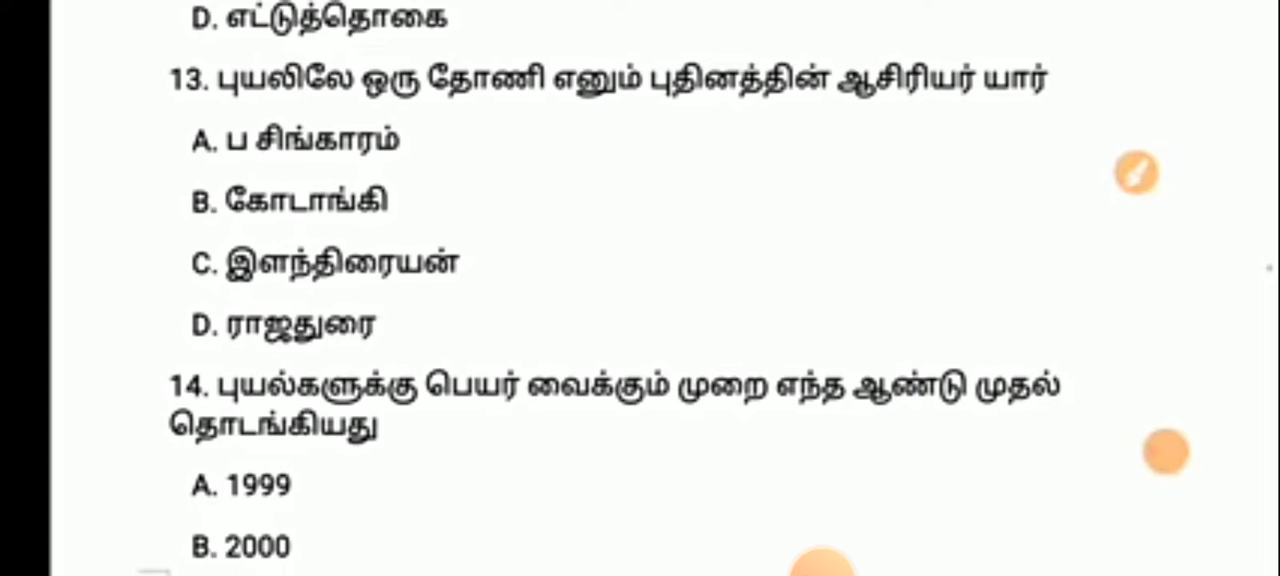 D. எட்டுத்தொகை
13. புயலிலே ஒரு தோணி எனும் புதினத்தின் ஆசிரியர் யார்
A. ப சிங்காரம்
B. கோடாங்கி
C. இளந்திரையன்
D. ராஜதுரை
14. புயல்களுக்கு பெயர் வைக்கும் முறை எந்த ஆண்டு முதல்
தொடங்கியது
A. 1999
B. 2000